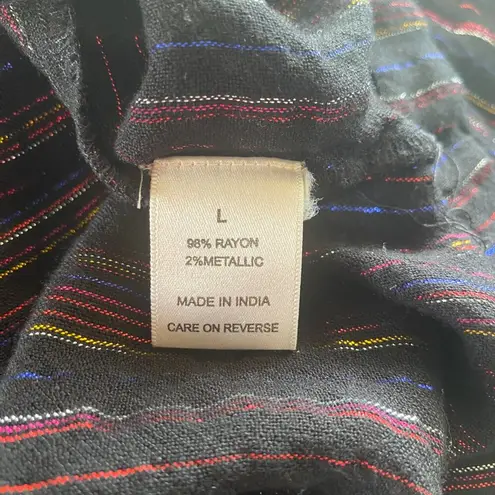 L
98% RAYON
2%METALLIC
MADE IN INDIA
CARE ON REVERSE